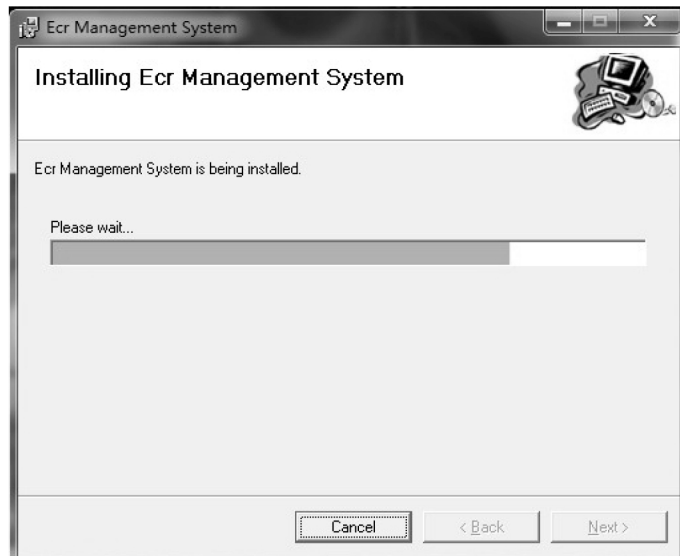 Ecr Management System
Installing Ecr Management System
Ecr Management System is being installed.
Please wait...
Cancel
< Back
Next >